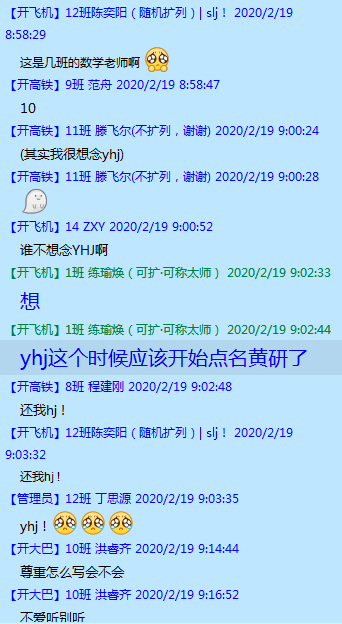 【开飞机】12班陈奕阳（随机扩列）| slj！ 2020/2/19
8:58:29
这是几班的数学老师啊
【开高铁】9班 范舟 2020/2/19 8:58:47
10
【开高铁】11班 滕飞尔(不扩列，谢谢) 2020/2/19 9:00:24
(其实我很想念yhj)
【开高铁】11班 滕飞尔(不扩列，谢谢) 2020/2/19 9:00:28
【开飞机】14 ZXY 2020/2/19 9:00:52
谁不想念YHJ啊
【开飞机】1班 练瑜焕（可扩·可称太师） 2020/2/19 9:02:33
想
【开飞机】1班 练瑜焕（可扩·可称太师） 2020/2/19 9:02:44
yhj这个时候应该开始点名黄研了
【开高铁】8班 程建刚 2020/2/19 9:02:48
还我hj！
【开飞机】12班陈奕阳（随机扩列）| slj！ 2020/2/19
9:03:32
还我hj！
【管理员】12班 丁思源 2020/2/19 9:03:35
yhj！
【开大巴】10班 洪睿齐 2020/2/19 9:14:44
尊重怎么写会不会
【开大巴】10班 洪睿齐 2020/2/19 9:16:52
不爱听别听